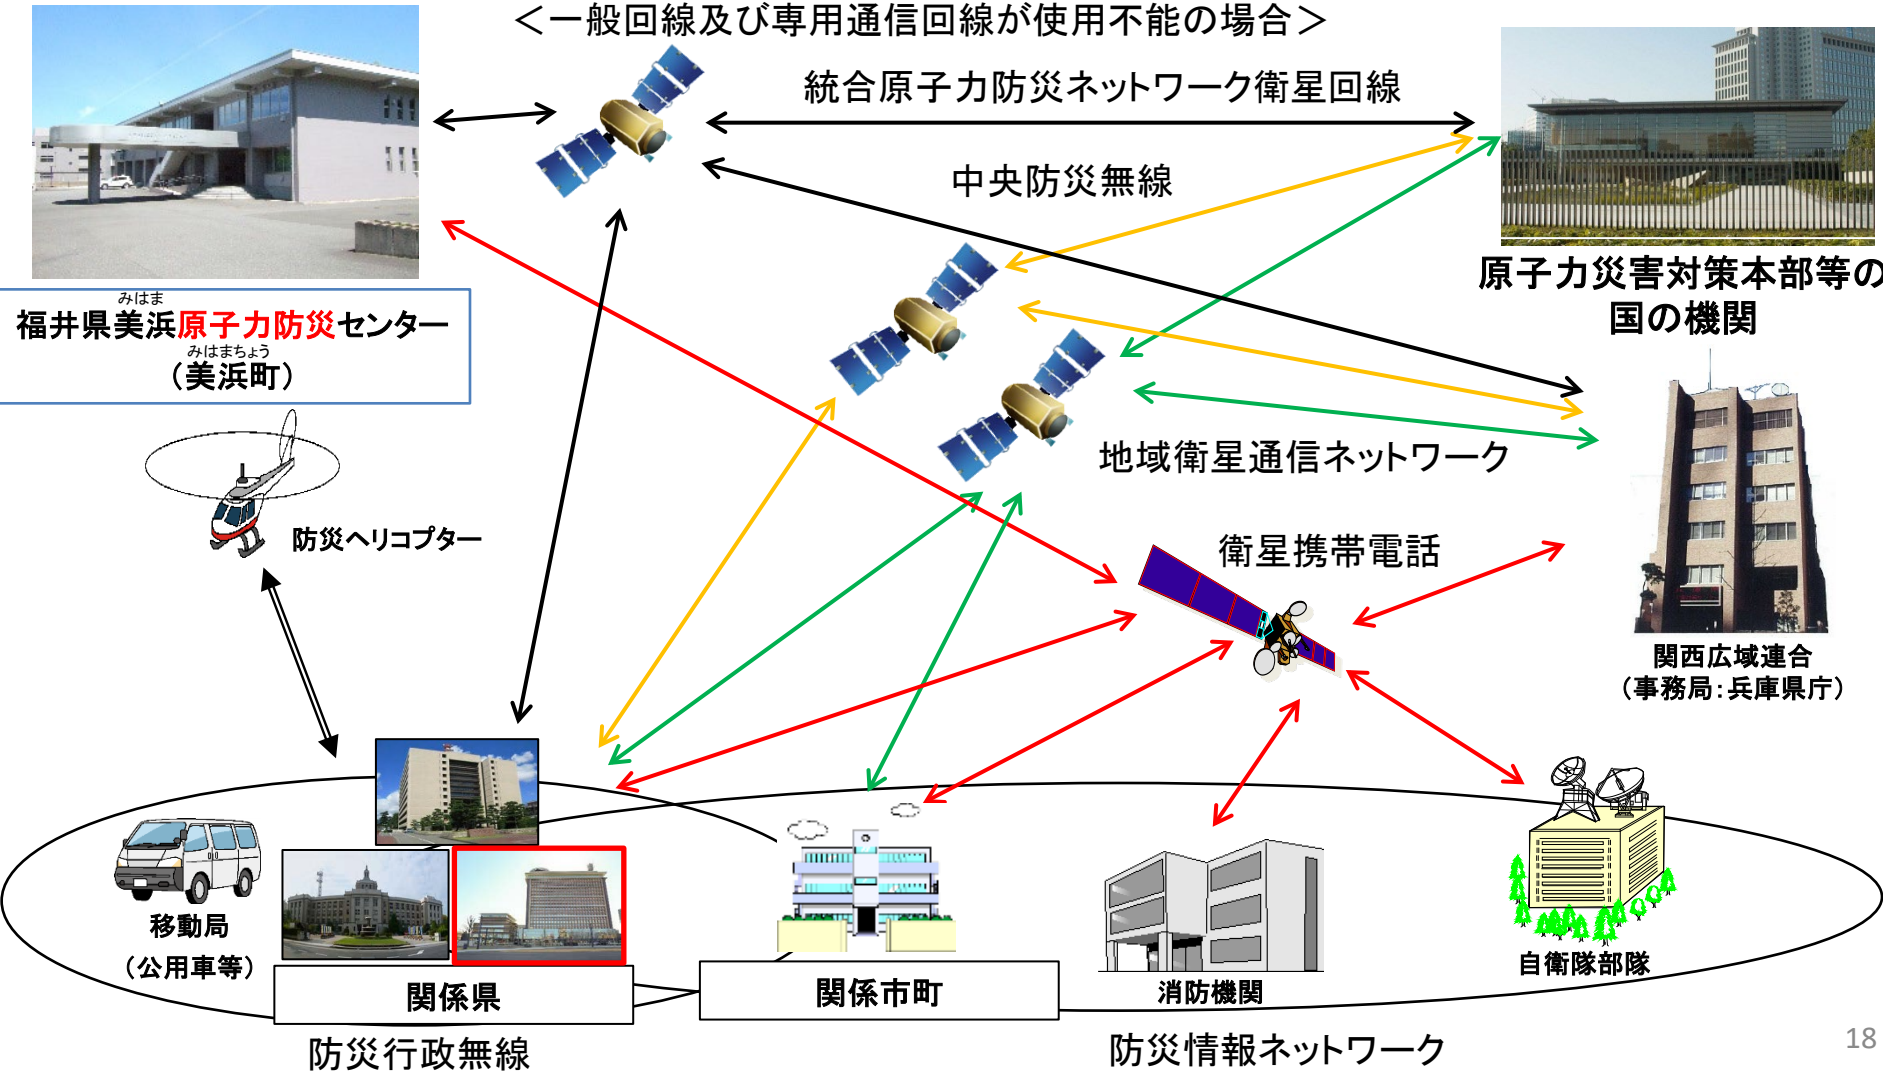 ＜一般回線及び専用通信回線が使用不能の場合＞
統合原子力防災ネットワーク衛星回線
中央防災無線
原子力災害対策本部等の
国の機関
みはま
福井県美浜原子力防災センター
みはまちょう
（美浜町）
地域衛星通信ネットワーク
防災ヘリコプター
衛星携帯電話
関西広域連合
（事務局：兵庫県庁）
移動局
（公用車等）
関係県
関係市町
消防機関
自衛隊部隊
防災行政無線
防災情報ネットワーク
18